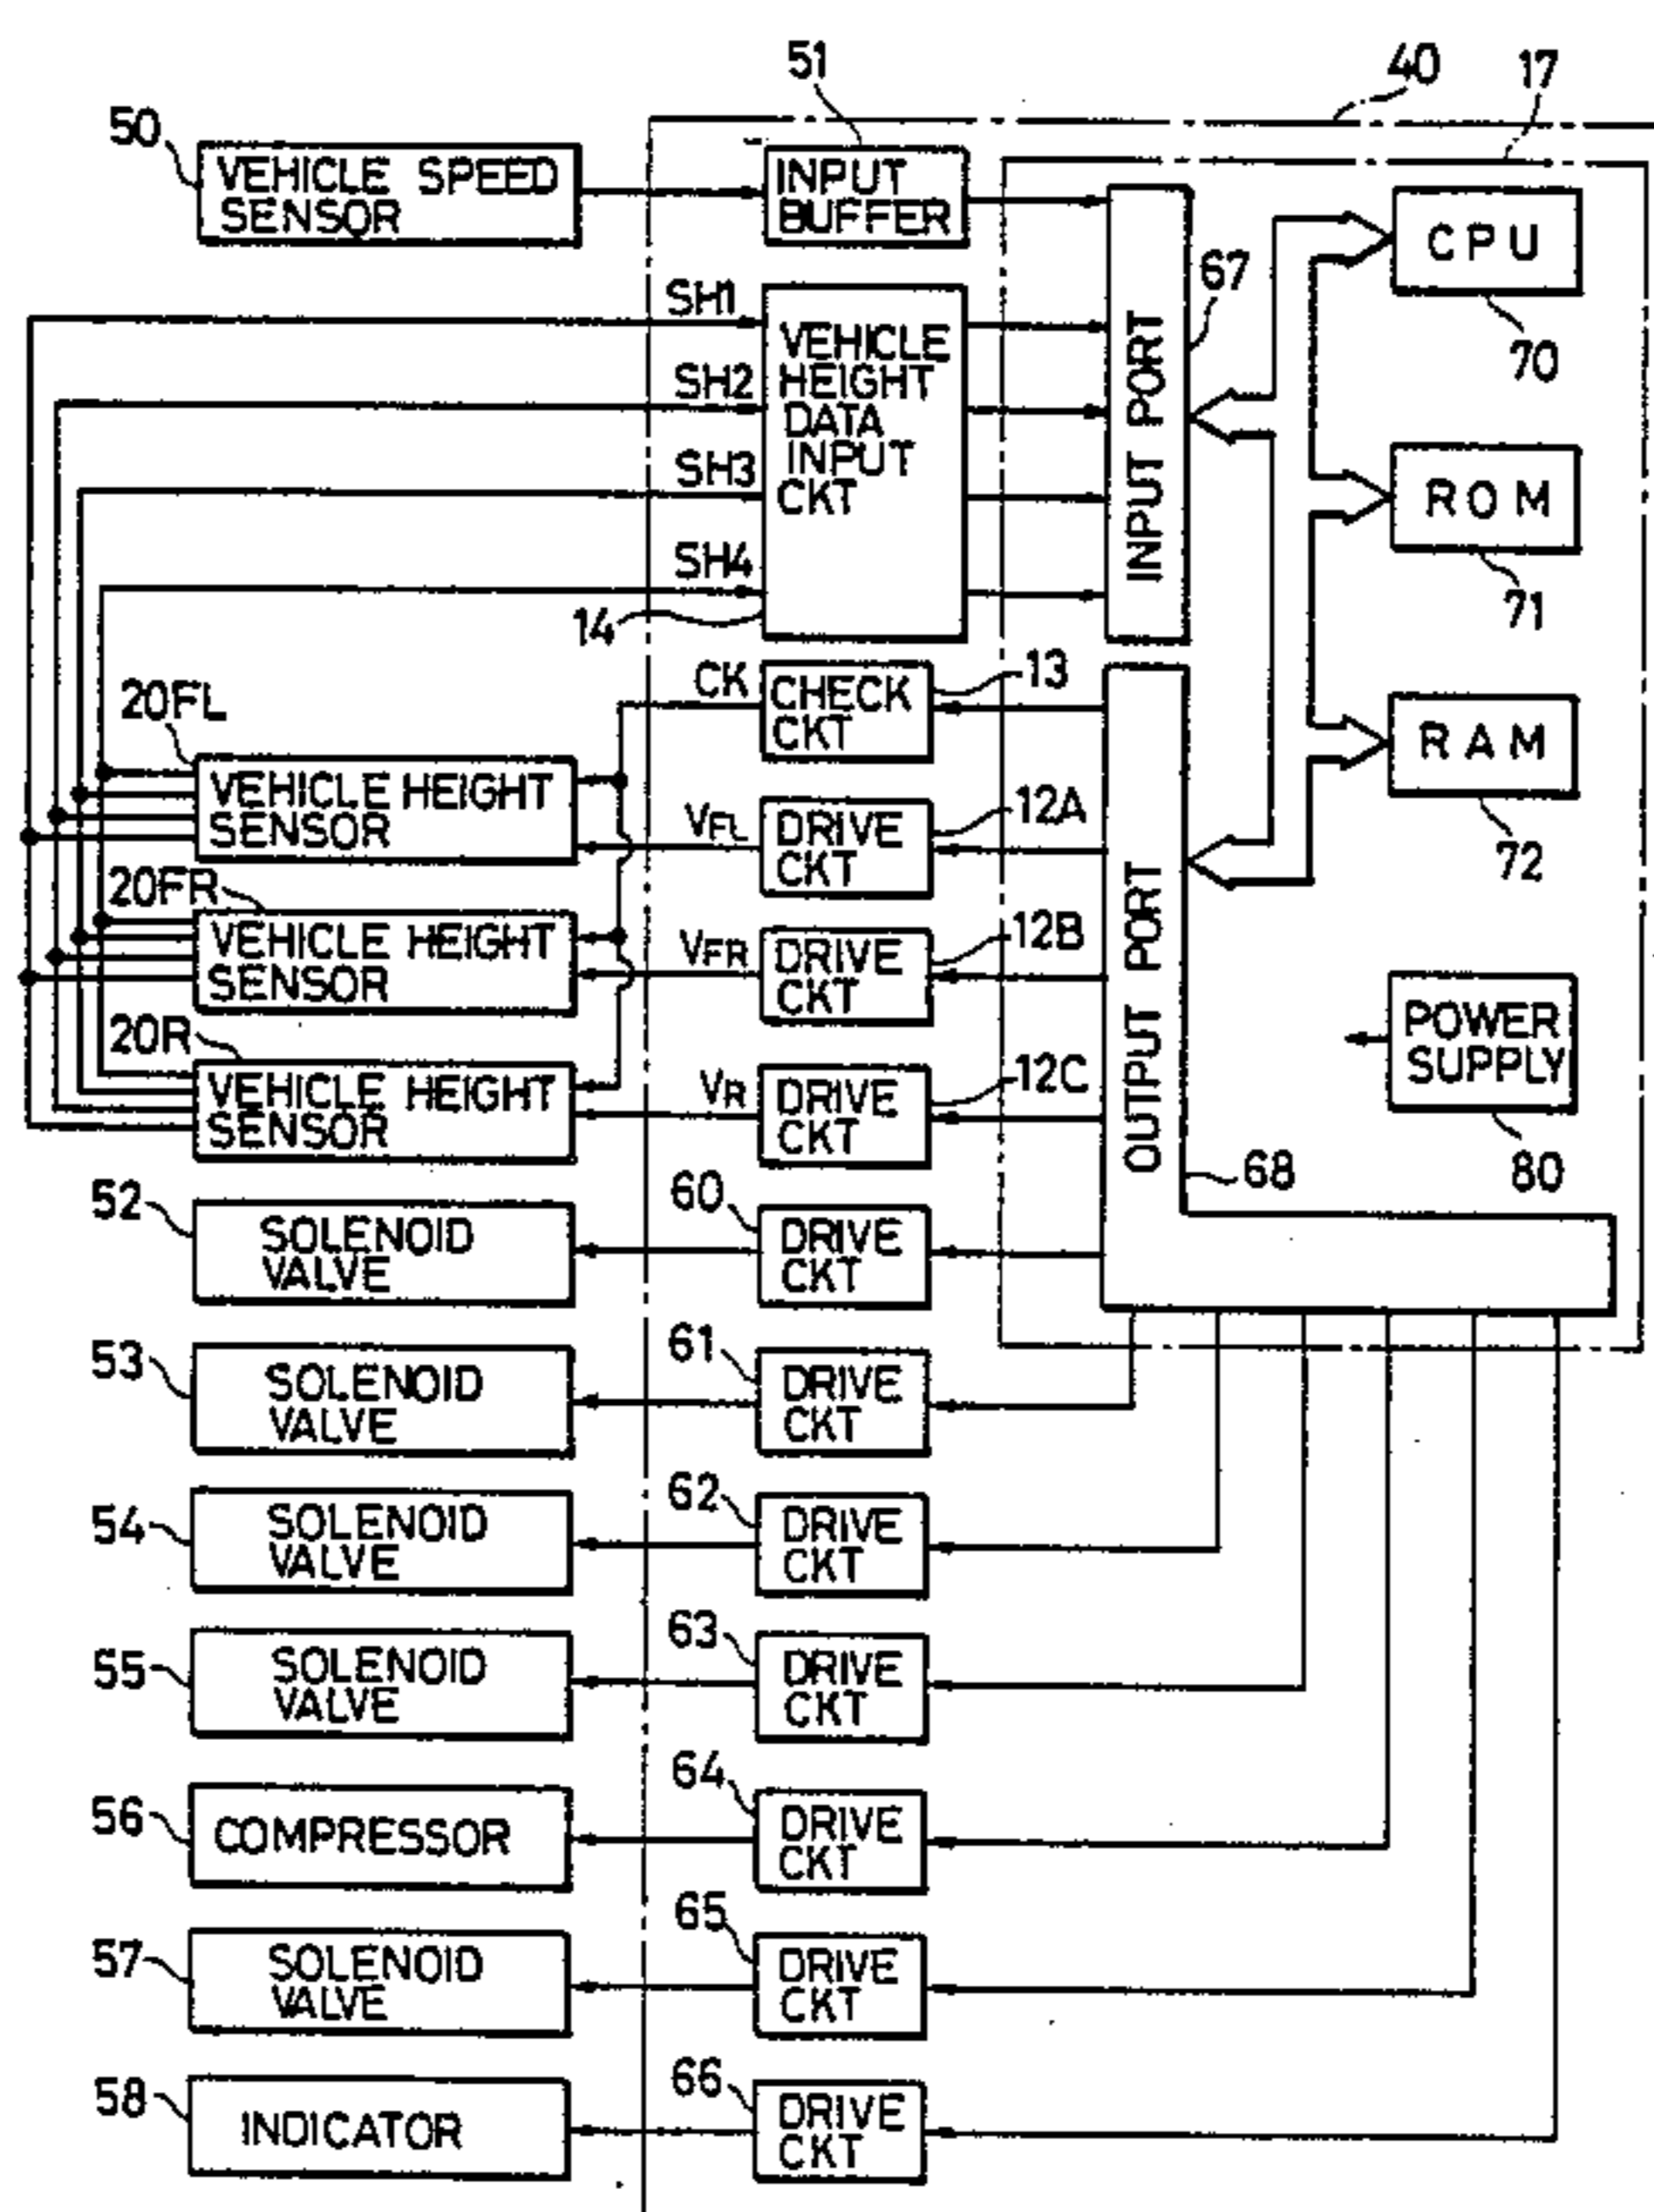 40
17
51
50
VEHICLE SPEED
SENSOR
INPUT
BUFFER
CPU
70
67
INPUT PORT
SH1
SH2
SH3
SH4
VEHICLE
HEIGHT
DATA
INPUT
CKT
14
ROM
71
CK
CHECK
CKT
13
RAM
72
20FL
VEHICLE HEIGHT
SENSOR
VFL
DRIVE
CKT
12A
20FR
VEHICLE HEIGHT
SENSOR
VFR
DRIVE
CKT
12B
OUTPUT PORT
68
POWER
SUPPLY
80
20R
VEHICLE HEIGHT
SENSOR
VR
DRIVE
CKT
12C
52
SOLENOID
VALVE
60
DRIVE
CKT
53
SOLENOID
VALVE
61
DRIVE
CKT
54
SOLENOID
VALVE
62
DRIVE
CKT
55
SOLENOID
VALVE
63
DRIVE
CKT
56
COMPRESSOR
64
DRIVE
CKT
57
SOLENOID
VALVE
65
DRIVE
CKT
58
INDICATOR
66
DRIVE
CKT